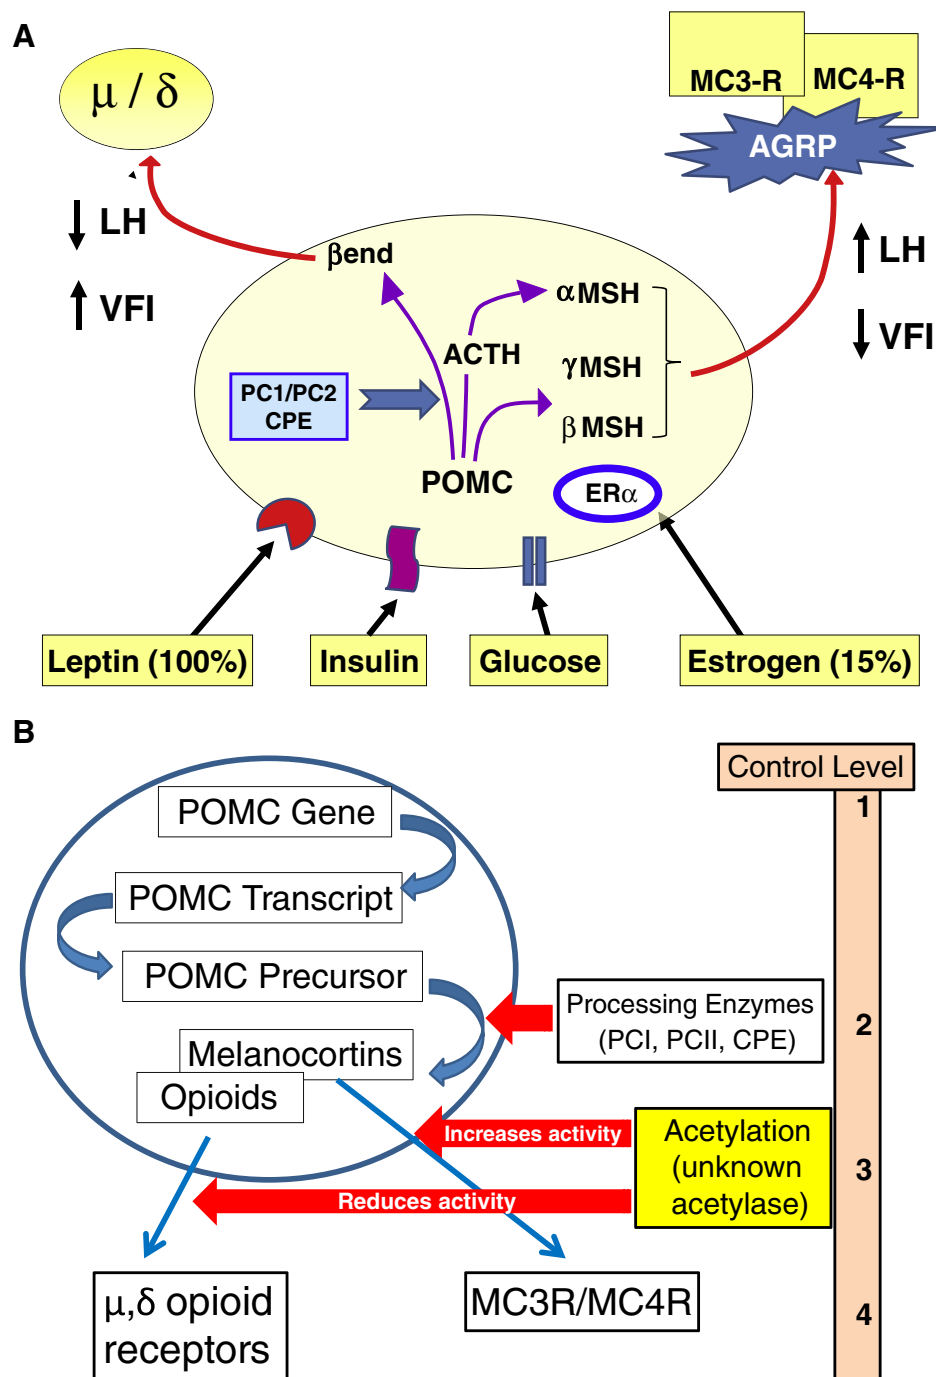 A
μ / δ
MC3-R
MC4-R
AGRP
LH
VFI
LH
VFI
βend
αMSH
ACTH
γMSH
βMSH
PC1/PC2
CPE
POMC
ERα
Leptin (100%)
Insulin
Glucose
Estrogen (15%)
B
Control Level
1
POMC Gene
POMC Transcript
POMC Precursor
Processing Enzymes
(PCI, PCII, CPE)
2
Melanocortins
Opioids
Increases activity
Acetylation
(unknown
acetylase)
3
Reduces activity
μ,δ opioid
receptors
MC3R/MC4R
4